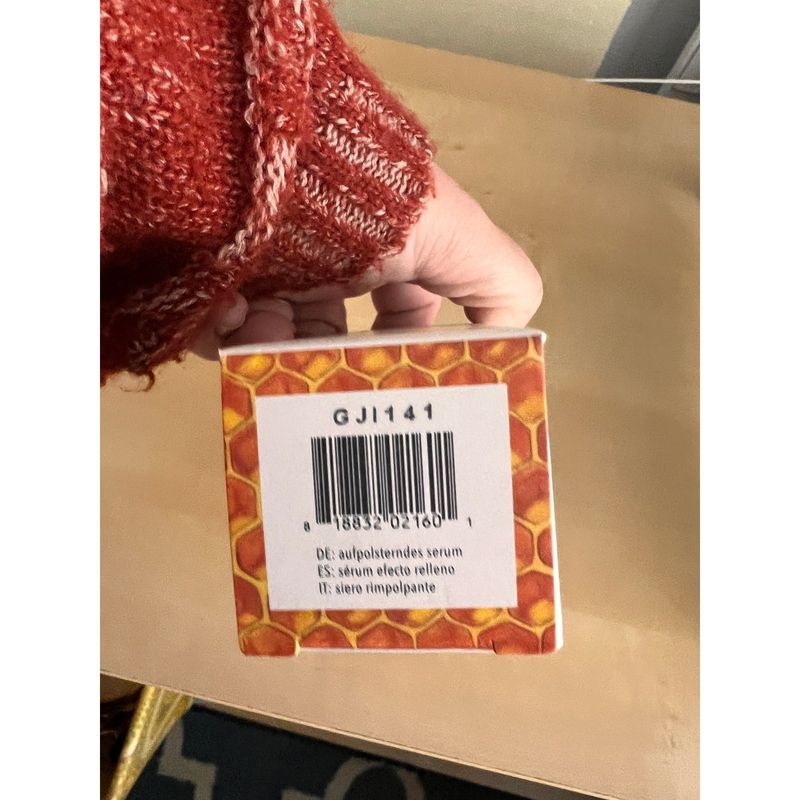 GJI141
8 18832 02160 1
DE: aufpolsterndes serum
ES: sérum efecto relleno
IT: siero rimpolpante